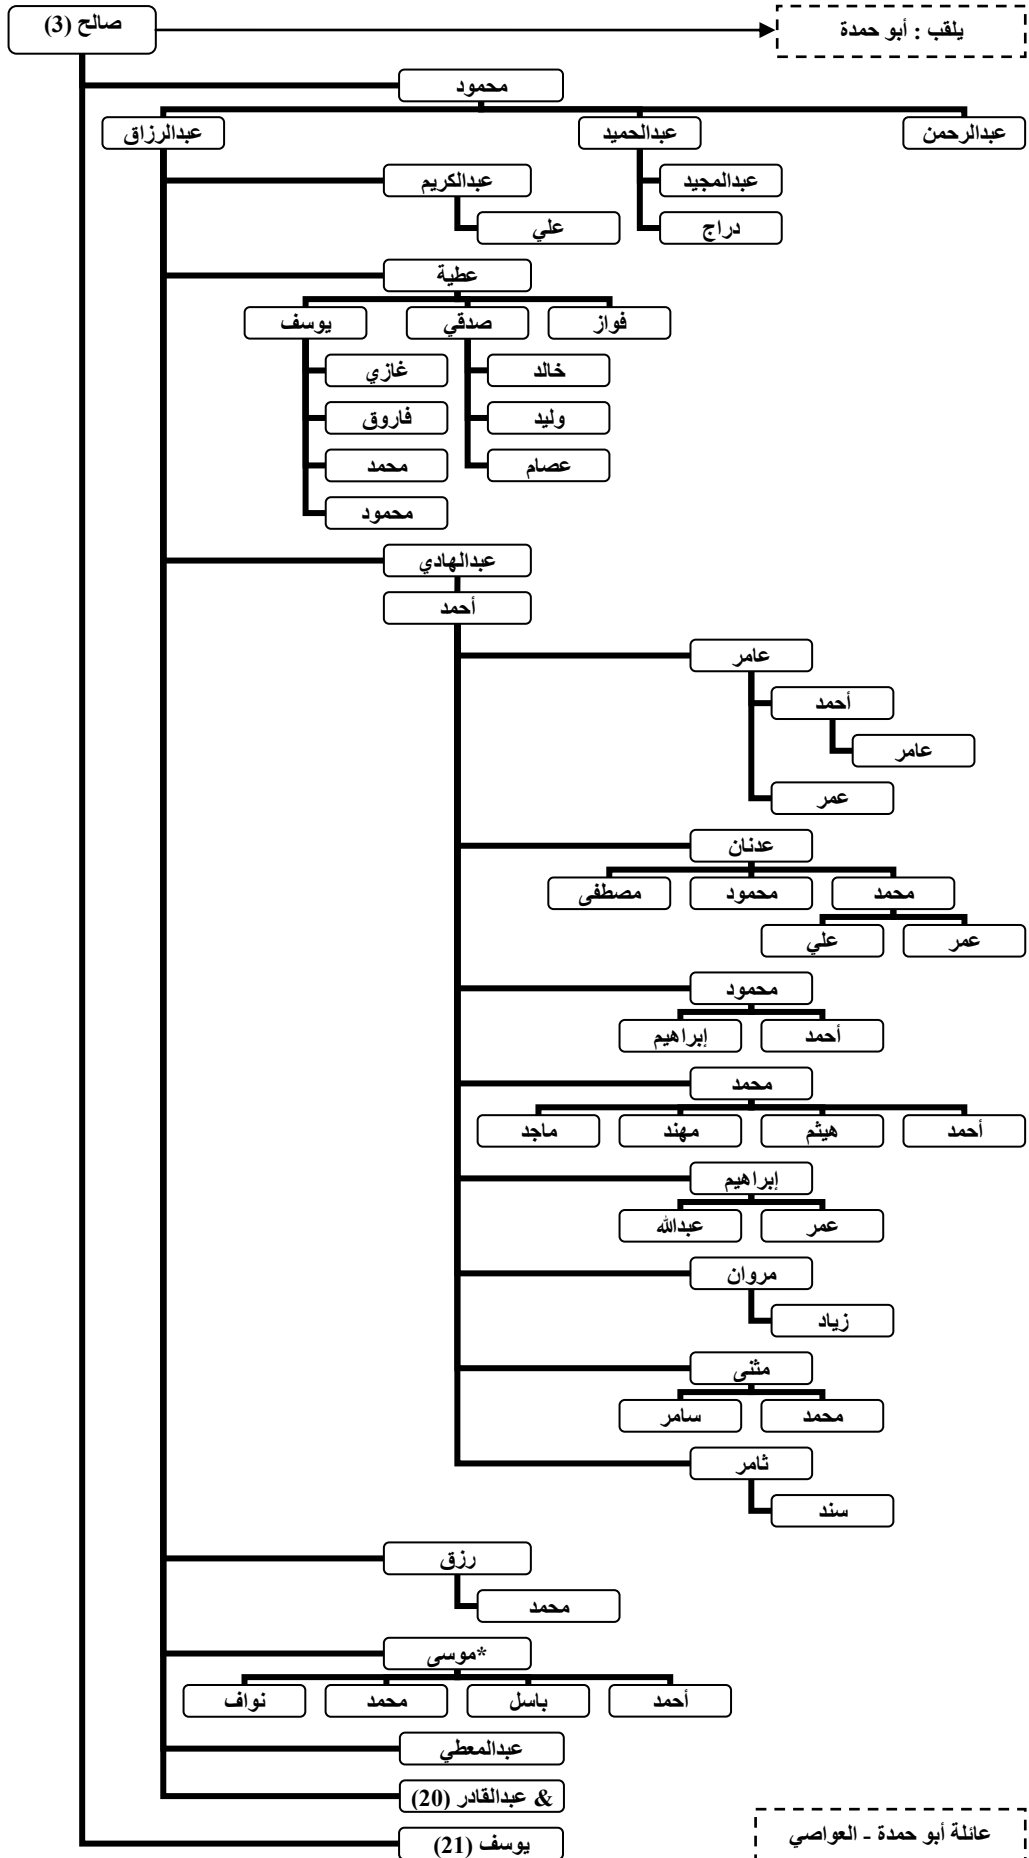 صالح (3)
يلقب : أبو حمدة
محمود
عبدالرحمن
عبدالحميد
عبدالرزاق
عبدالمجيد
عبدالكريم
دراج
علي
عطية
فواز
صدقي
يوسف
خالد
غازي
وليد
فاروق
عصام
محمد
محمود
عبدالهادي
أحمد
عامر
أحمد
عامر
عمر
عدنان
محمد
محمود
مصطفى
عمر
علي
محمود
أحمد
إبراهيم
محمد
أحمد
هيثم
مهند
ماجد
إبراهيم
عمر
عبدالله
مروان
زياد
مثنى
محمد
سامر
ثامر
سند
رزق
محمد
*موسى
أحمد
باسل
محمد
نواف
عبدالمعطي
& عبدالقادر (20)
يوسف (21)
عائلة أبو حمدة - العواصي